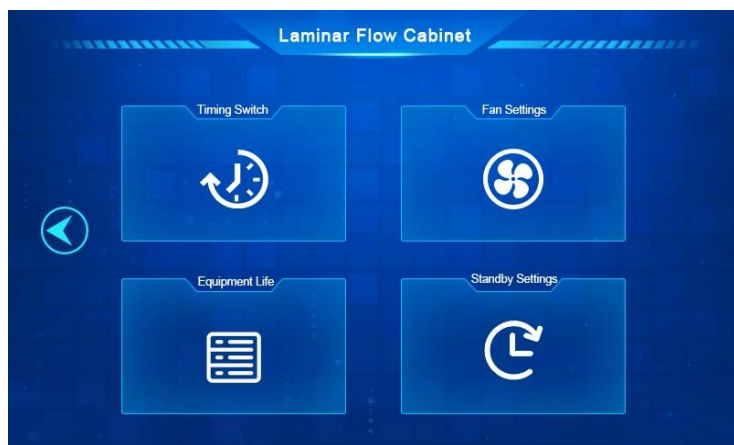 Laminar Flow Cabinet
Timing Switch
Fan Settings
Equipment Life
Standby Settings